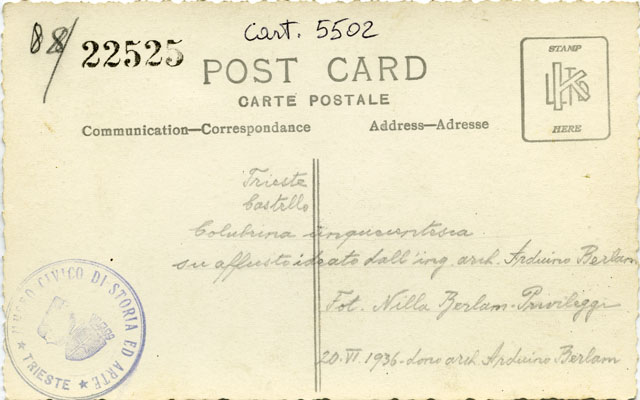 88/ 22525 Cart. 5502
POST CARD
CARTE POSTALE
Communication—Correspondance Address—Adresse
STAMP
HERE
Trieste
Castello
Colubrina cinquecentesca
su affusto ideato dall'ing. arch. Arduino Berlam
Fot. Nilla Berlam-Privileggi
20.VI.1936-dono arch Arduino Berlam
CIVICO DI STORIA ED ARTE
★ TRIESTE ★